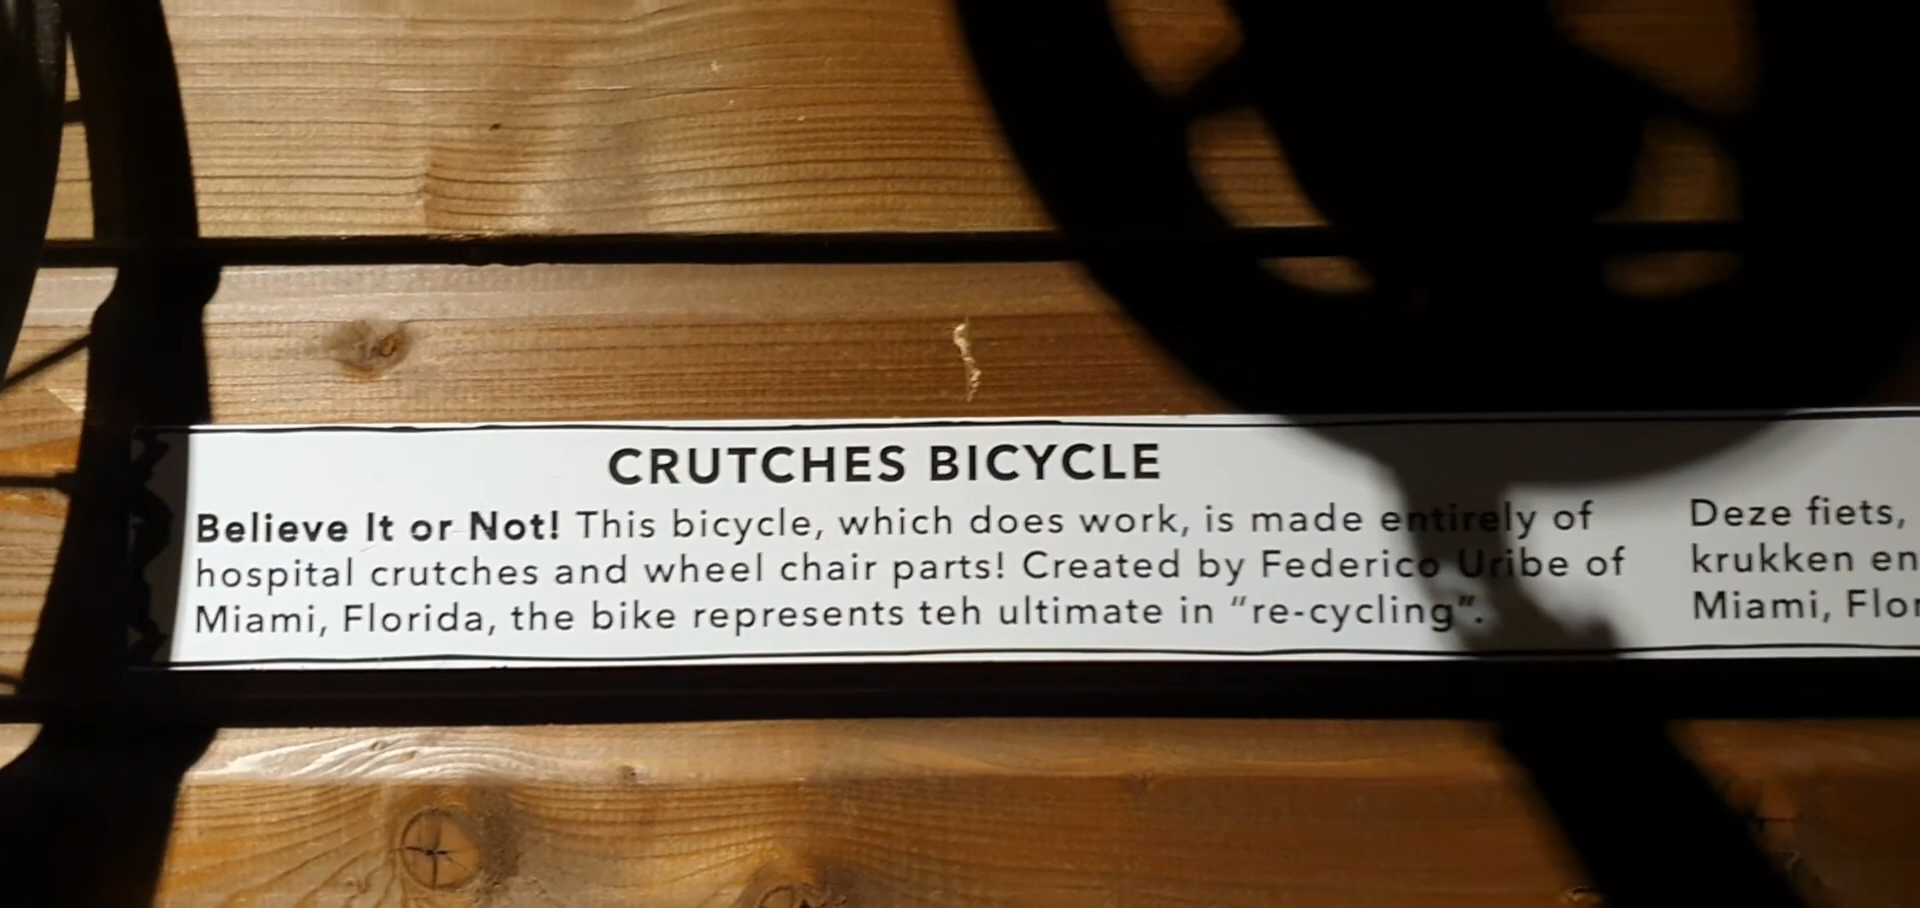 CRUTCHES BICYCLE
Believe It or Not! This bicycle, which does work, is made entirely of
hospital crutches and wheel chair parts! Created by Federico Uribe of
Miami, Florida, the bike represents teh ultimate in “re-cycling”.
Deze fiets,
krukken en
Miami, Flor